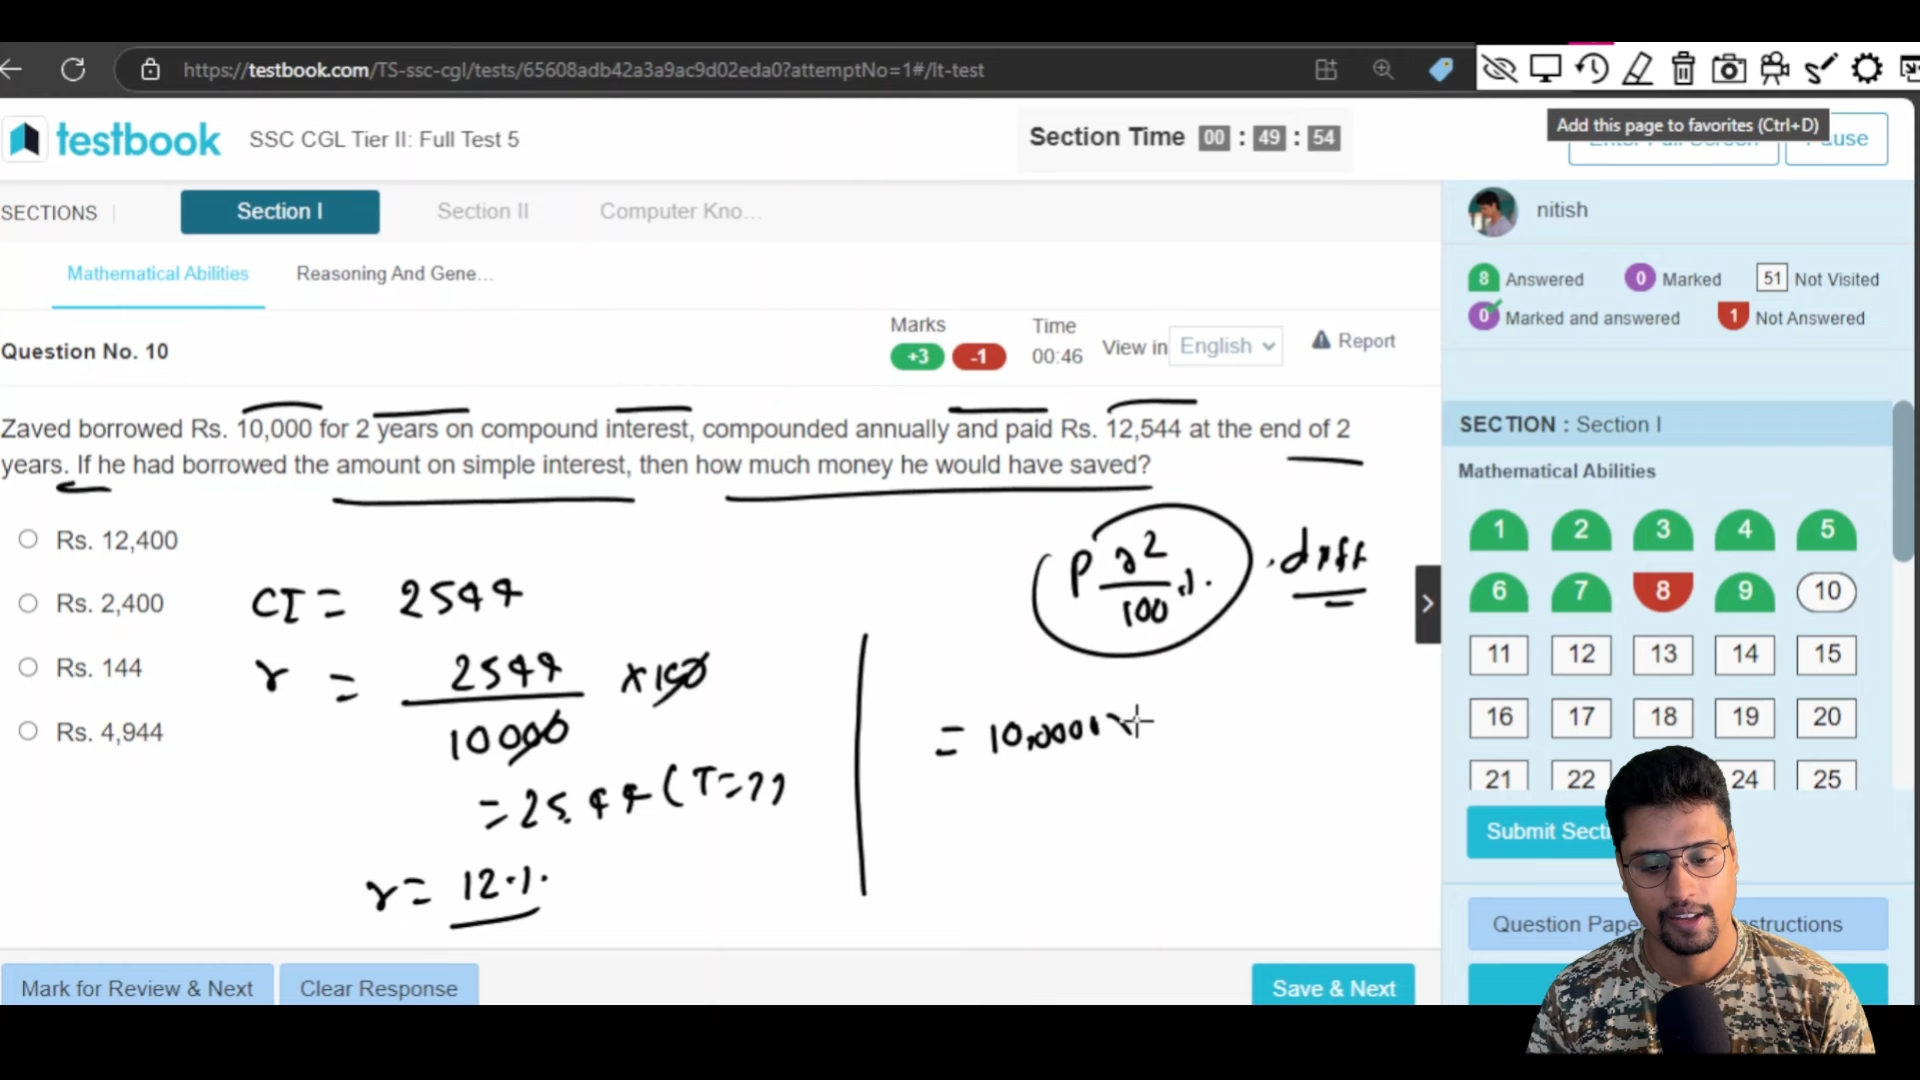 https://testbook.com/TS-ssc-cgl/tests/65608adb42a3a9ac9d02eda0?attemptNo=1#/lt-test
Add this page to favorites (Ctrl+D)
testbook
SSC CGL Tier II: Full Test 5
Section Time 00 : 49 : 54
SECTIONS
Section I
Section II
Computer Kno...
nitish
Mathematical Abilities
Reasoning And Gene...
8 Answered
0 Marked
51 Not Visited
0 Marked and answered
1 Not Answered
Question No. 10
Marks
+3 -1
Time
00:46
View in English
Report
Zaved borrowed Rs. 10,000 for 2 years on compound interest, compounded annually and paid Rs. 12,544 at the end of 2
years. If he had borrowed the amount on simple interest, then how much money he would have saved?
Rs. 12,400
Rs. 2,400
Rs. 144
Rs. 4,944
CI = 2544
r = 2544 × 100
10000
= 25.44 (T=2)
r = 12%
P r2 diff
100 %
= 10,000
SECTION : Section I
Mathematical Abilities
1 2 3 4 5
6 7 8 9 10
11 12 13 14 15
16 17 18 19 20
21 22 24 25
Submit Secti
Question Pape
structions
Mark for Review & Next
Clear Response
Save & Next